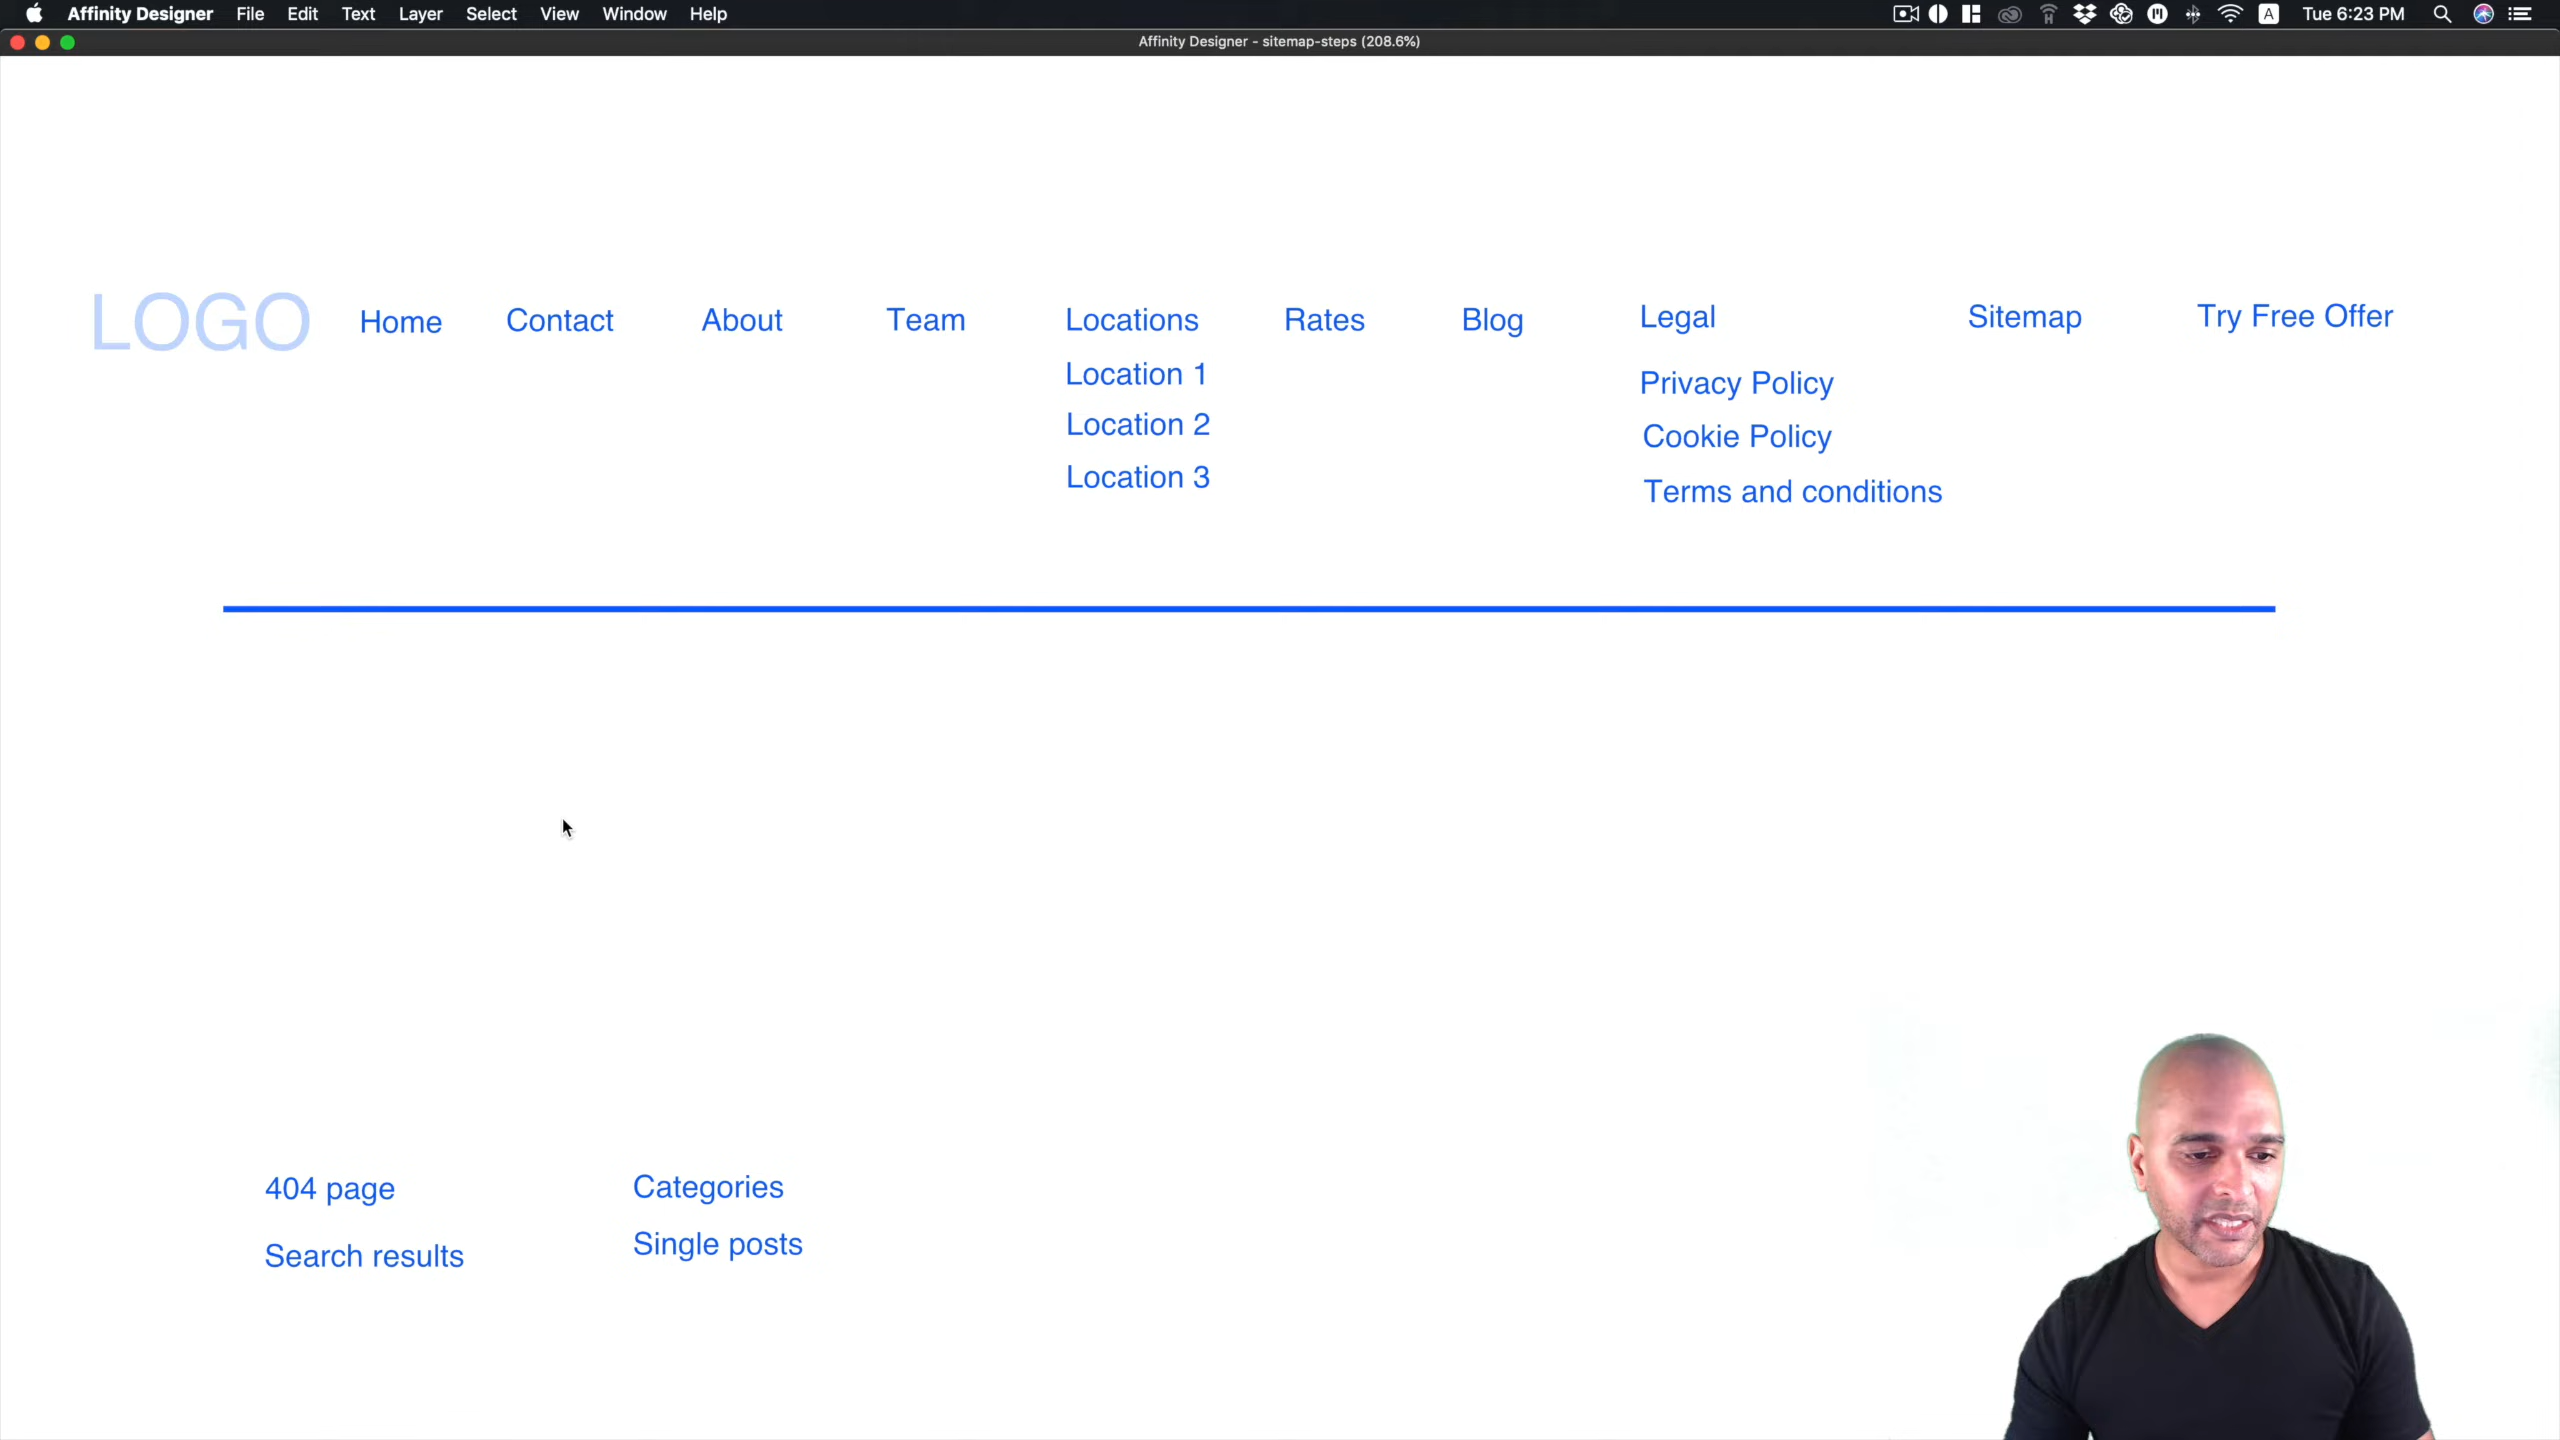 Affinity Designer File Edit Text Layer Select View Window Help A Tue 6:23 PM
Affinity Designer - sitemap-steps (208.6%)
LOGO Home Contact About Team Locations Rates Blog Legal Sitemap Try Free Offer
Location 1
Location 2
Location 3
Privacy Policy
Cookie Policy
Terms and conditions
404 page
Search results
Categories
Single posts